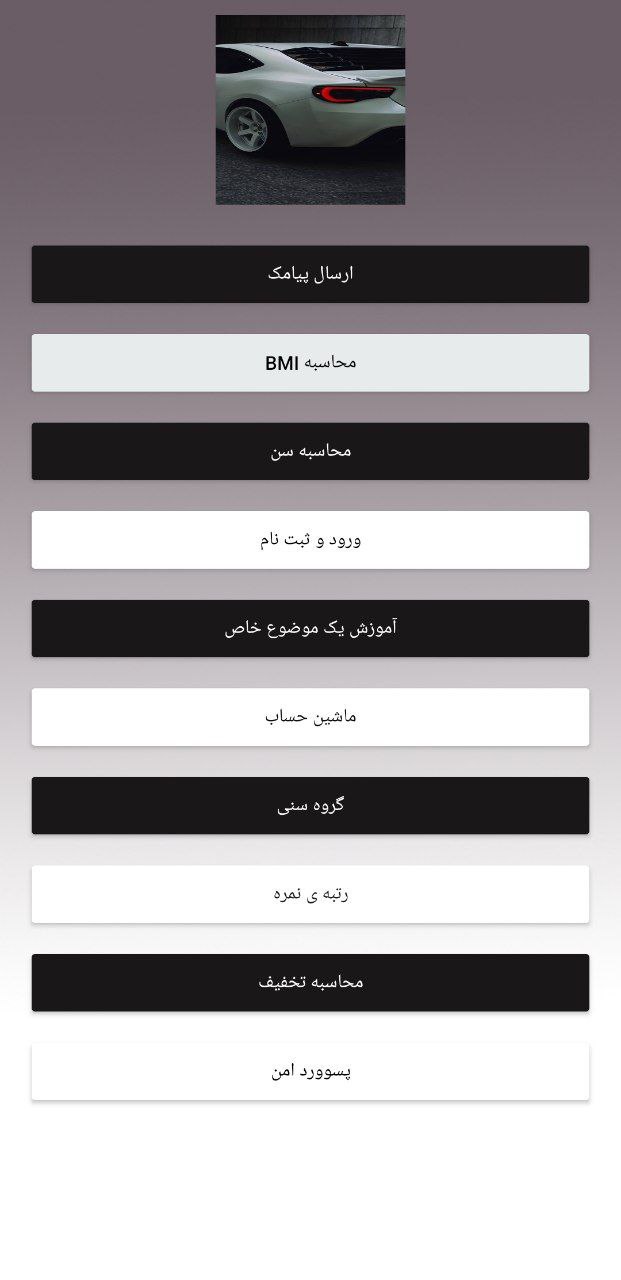 ارسال پیامک
محاسبه BMI
محاسبه سن
ورود و ثبت نام
آموزش یک موضوع خاص
ماشین حساب
گروه سنی
رتبه ی نمره
محاسبه تخفیف
پسوورد امن